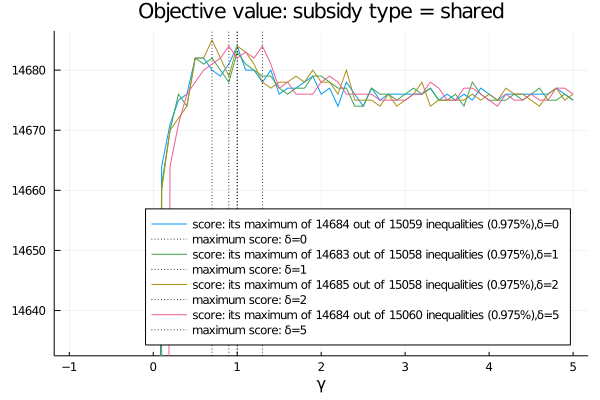 Objective value: subsidy type = shared
14680
14670
14660
14650
14640
score: its maximum of 14684 out of 15059 inequalities (0.975%),δ=0
maximum score: δ=0
score: its maximum of 14683 out of 15058 inequalities (0.975%),δ=1
maximum score: δ=1
score: its maximum of 14685 out of 15058 inequalities (0.975%),δ=2
maximum score: δ=2
score: its maximum of 14684 out of 15060 inequalities (0.975%),δ=5
maximum score: δ=5
−1 0 1 2 3 4 5
γ